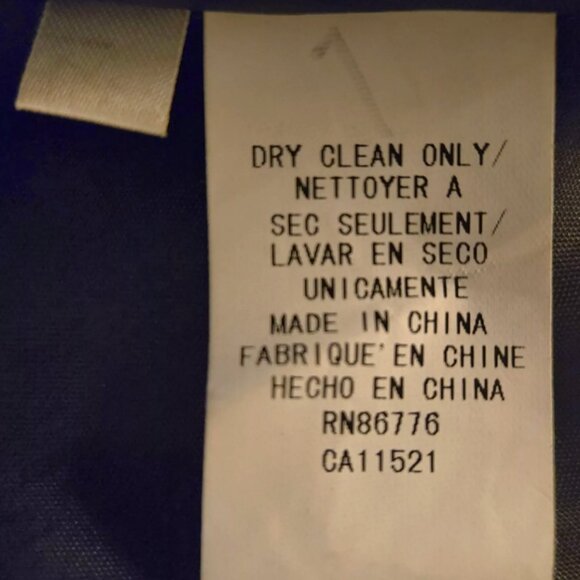 DRY CLEAN ONLY/
NETTOYER A
SEC SEULEMENT/
LAVAR EN SECO
UNICAMENTE
MADE IN CHINA
FABRIQUE' EN CHINE
HECHO EN CHINA
RN86776
CA11521